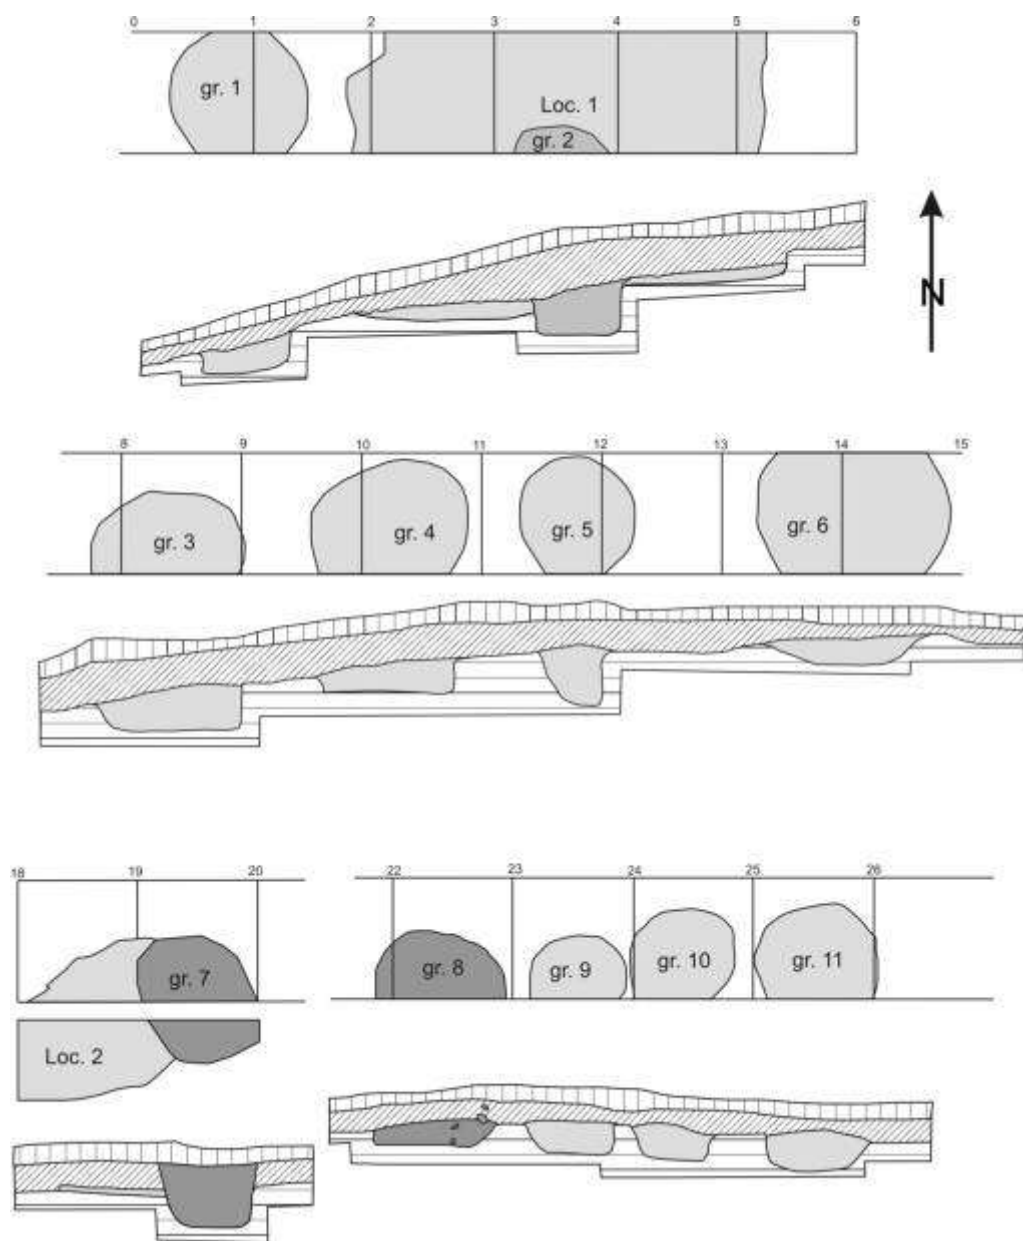 0 1 2 3 4 5 6
gr. 1
Loc. 1
gr. 2
N
8 9 10 11 12 13 14 15
gr. 3 gr. 4 gr. 5 gr. 6
18 19 20
22 23 24 25 26
gr. 7
gr. 8 gr. 9 gr. 10 gr. 11
Loc. 2